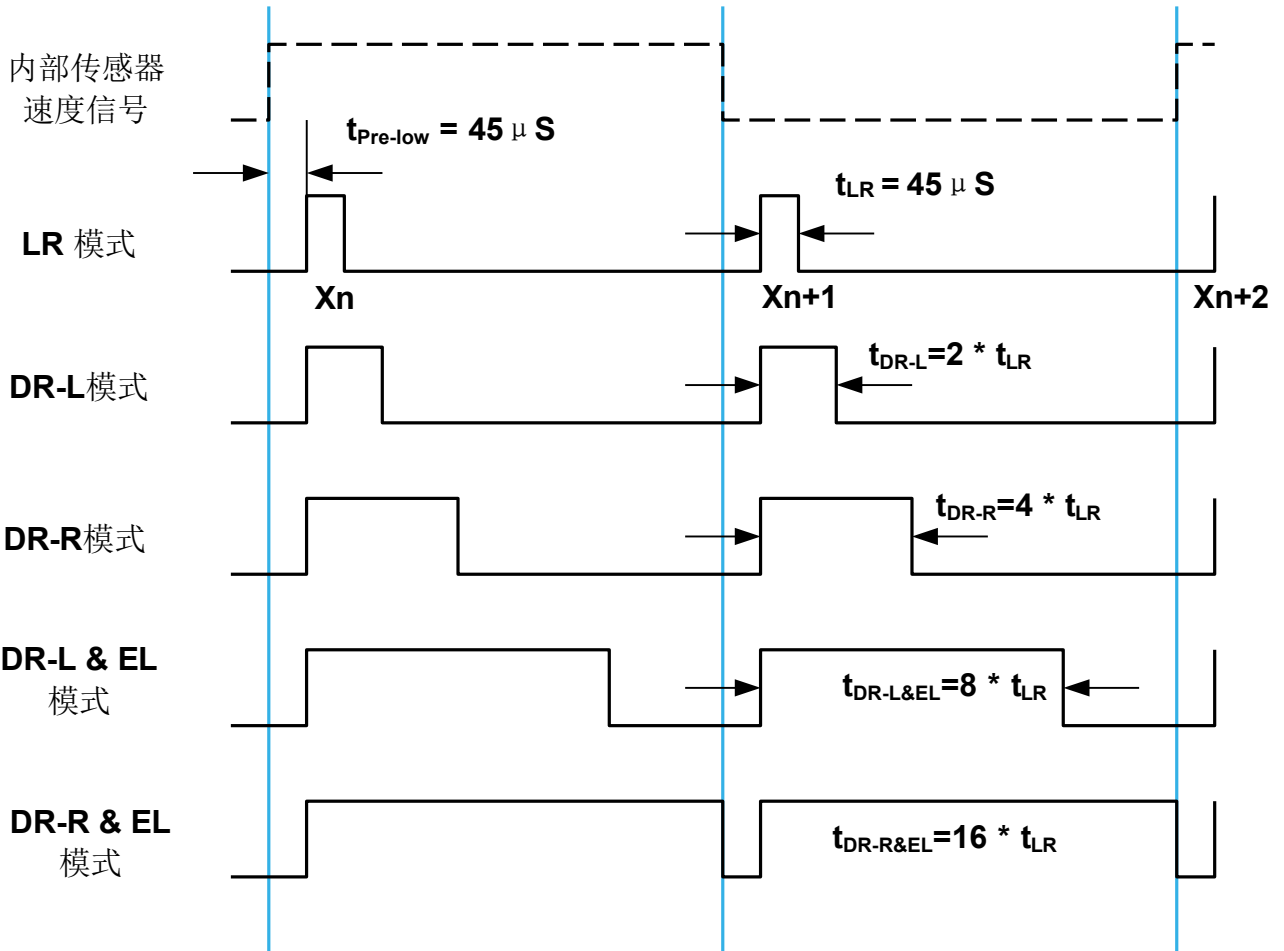 内部传感器
速度信号
tPre-low = 45 μS
tLR = 45 μS
LR 模式
Xn
Xn+1
Xn+2
tDR-L=2 * tLR
DR-L模式
tDR-R=4 * tLR
DR-R模式
DR-L & EL
模式
tDR-L&EL=8 * tLR
DR-R & EL
模式
tDR-R&EL=16 * tLR